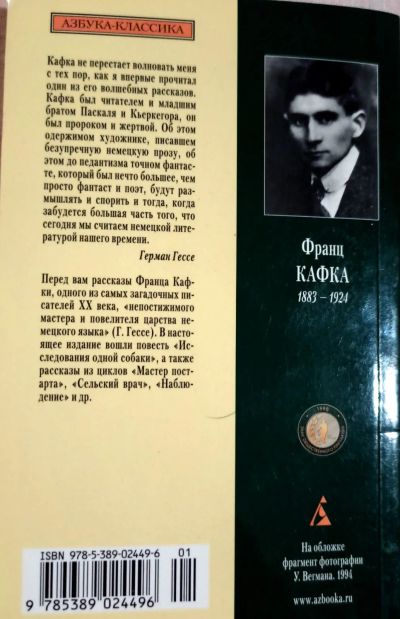 АЗБУКА-КЛАССИКА
Кафка не перестает волновать меня
с тех пор, как я впервые прочитал
один из его волшебных рассказов.
Кафка был читателем и младшим
братом Паскаля и Кьеркегора, он
был пророком и жертвой. Об этом
одержимом художнике, писавшем
безупречную немецкую прозу, об
этом до педантизма точном фантас-
те, который был нечто большее, чем
просто фантаст и поэт, будут раз-
мышлять и спорить и тогда, когда
забудется большая часть того, что
сегодня мы считаем немецкой лите-
ратурой нашего времени.
Герман Гессе
Перед вам рассказы Франца Каф-
ки, одного из самых загадочных пи-
сателей XX века, «непостижимого
мастера и повелителя царства не-
мецкого языка» (Г. Гессе). В насто-
ящее издание вошли повесть «Ис-
следования одной собаки», а также
рассказы из циклов «Мастер пост-
арта», «Сельский врач», «Наблю-
дение» и др.
ISBN 978-5-389-02449-6
01
9 785389 024496
Франц
КАФКА
1883 – 1924
На обложке
фрагмент фотографии
У. Вегмана. 1994
www.azbooka.ru